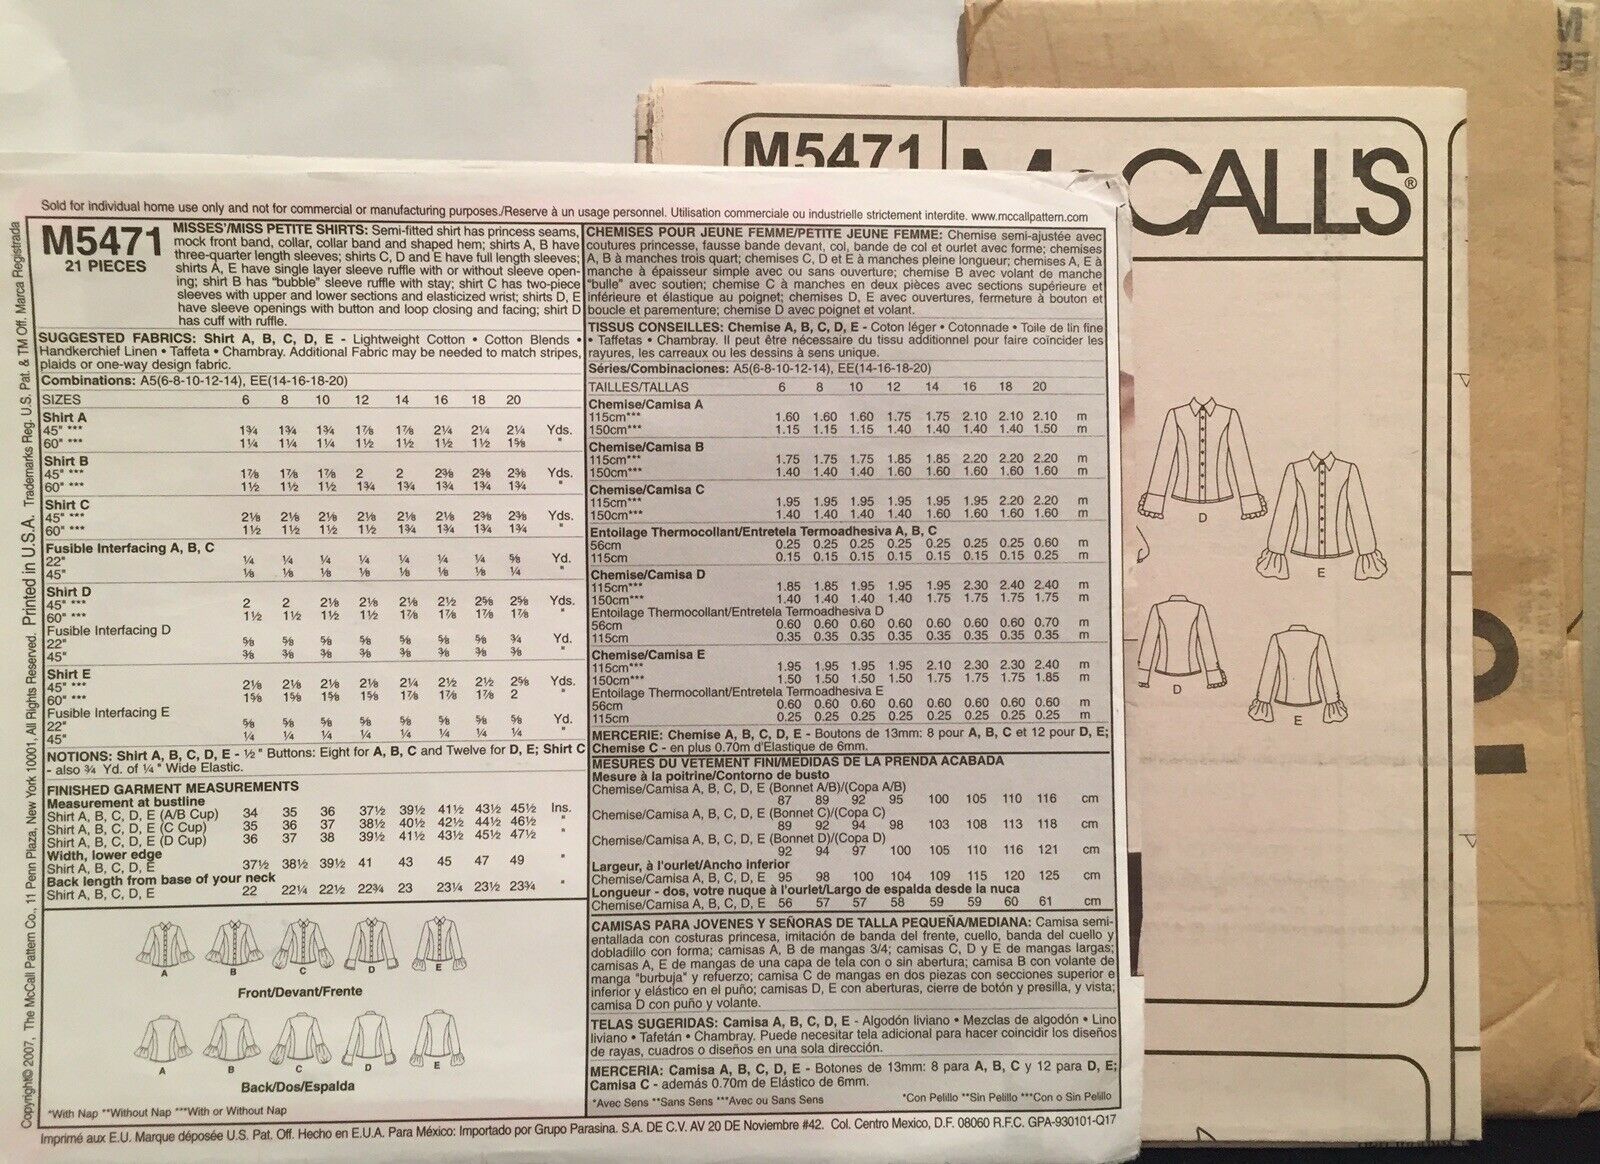 Sold for individual home use only and not for commercial or manufacturing purposes./Reserve à un usage personnel. Utilisation commerciale ou industrielle strictement interdite. www.mccallpattern.com
M5471
21 PIECES
MISSES'/MISS PETITE SHIRTS: Semi-fitted shirt has princess seams,
mock front band, collar, collar band and shaped hem; shirts A, B have
three-quarter length sleeves; shirts C, D and E have full length sleeves;
shirts A, E have single layer sleeve ruffle with or without sleeve open-
ing; shirt B has "bubble" sleeve ruffle with stay; shirt C has two-piece
sleeves with upper and lower sections and elasticized wrist; shirts D, E
have sleeve openings with button and loop closing and facing; shirt D
has cuff with ruffle.
SUGGESTED FABRICS: Shirt A, B, C, D, E - Lightweight Cotton • Cotton Blends •
Handkerchief Linen • Taffeta • Chambray. Additional Fabric may be needed to match stripes,
plaids or one-way design fabric.
Combinations: A5(6-8-10-12-14), EE(14-16-18-20)
SIZES 6 8 10 12 14 16 18 20
Shirt A
45" *** 1¾ 1¾ 1¾ 1⅞ 1⅞ 2¼ 2¼ 2¼ Yds.
60" *** 1¼ 1¼ 1¼ 1½ 1½ 1½ 1½ 1⅝ "
Shirt B
45" *** 1⅞ 1⅞ 1⅞ 2 2 2⅜ 2⅜ 2⅜ Yds.
60" *** 1½ 1½ 1½ 1¾ 1¾ 1¾ 1¾ 1¾ "
Shirt C
45" *** 2⅛ 2⅛ 2⅛ 2⅛ 2⅛ 2⅛ 2⅜ 2⅜ Yds.
60" *** 1½ 1½ 1½ 1½ 1¾ 1¾ 1¾ 1¾ "
Fusible Interfacing A, B, C
22" ¼ ¼ ¼ ¼ ¼ ¼ ¼ ⅝ Yd.
45" ⅛ ⅛ ⅛ ⅛ ⅛ ⅛ ⅛ ¼ "
Shirt D
45" *** 2 2 2⅛ 2⅛ 2⅛ 2½ 2⅝ 2⅝ Yds.
60" *** 1½ 1½ 1½ 1½ 1⅞ 1⅞ 1⅞ 1⅞ "
Fusible Interfacing D
22" ⅝ ⅝ ⅝ ⅝ ⅝ ⅝ ⅝ ¾ Yd.
45" ⅜ ⅜ ⅜ ⅜ ⅜ ⅜ ⅜ ⅜ "
Shirt E
45" *** 2⅛ 2⅛ 2⅛ 2⅛ 2¼ 2½ 2½ 2⅝ Yds.
60" *** 1⅝ 1⅝ 1⅝ 1⅝ 1⅞ 1⅞ 1⅞ 2 "
Fusible Interfacing E
22" ⅝ ⅝ ⅝ ⅝ ⅝ ⅝ ⅝ ⅝ Yd.
45" ¼ ¼ ¼ ¼ ¼ ¼ ¼ ¼ "
NOTIONS: Shirt A, B, C, D, E - ½" Buttons: Eight for A, B, C and Twelve for D, E; Shirt C
- also ¾ Yd. of ¼" Wide Elastic.
FINISHED GARMENT MEASUREMENTS
Measurement at bustline
Shirt A, B, C, D, E (A/B Cup) 34 35 36 37½ 39½ 41½ 43½ 45½ Ins.
Shirt A, B, C, D, E (C Cup) 35 36 37 38½ 40½ 42½ 44½ 46½ "
Shirt A, B, C, D, E (D Cup) 36 37 38 39½ 41½ 43½ 45½ 47½ "
Width, lower edge
Shirt A, B, C, D, E 37½ 38½ 39½ 41 43 45 47 49 "
Back length from base of your neck
Shirt A, B, C, D, E 22 22¼ 22½ 22¾ 23 23¼ 23½ 23¾ "
A B C D E
Front/Devant/Frente
A B C D E
Back/Dos/Espalda
*With Nap **Without Nap ***With or Without Nap
CHEMISES POUR JEUNE FEMME/PETITE JEUNE FEMME: Chemise semi-ajustée avec
coutures princesse, fausse bande devant, col, bande de col et ourlet avec forme; chemises
A, B à manches trois quart; chemises C, D et E à manches pleine longueur; chemises A, E à
manche à épaisseur simple avec ou sans ouverture; chemise B avec volant de manche
"bulle" avec soutien; chemise C à manches en deux pièces avec sections supérieure et
inférieure et élastique au poignet; chemises D, E avec ouvertures, fermeture à bouton et
boucle et parementure; chemise D avec poignet et volant.
TISSUS CONSEILLES: Chemise A, B, C, D, E - Coton léger • Cotonnade • Toile de lin fine
• Taffetas • Chambray. Il peut être nécessaire du tissu additionnel pour faire coïncider les
rayures, les carreaux ou les dessins à sens unique.
Séries/Combinaciones: A5(6-8-10-12-14), EE(14-16-18-20)
TAILLES/TALLAS 6 8 10 12 14 16 18 20
Chemise/Camisa A
115cm*** 1.60 1.60 1.60 1.75 1.75 2.10 2.10 2.10 m
150cm*** 1.15 1.15 1.15 1.40 1.40 1.40 1.40 1.50 m
Chemise/Camisa B
115cm*** 1.75 1.75 1.75 1.85 1.85 2.20 2.20 2.20 m
150cm*** 1.40 1.40 1.40 1.60 1.60 1.60 1.60 1.60 m
Chemise/Camisa C
115cm*** 1.95 1.95 1.95 1.95 1.95 1.95 2.20 2.20 m
150cm*** 1.40 1.40 1.40 1.40 1.60 1.60 1.60 1.60 m
Entoilage Thermocollant/Entretela Termoadhesiva A, B, C
56cm 0.25 0.25 0.25 0.25 0.25 0.25 0.25 0.60 m
115cm 0.15 0.15 0.15 0.15 0.15 0.15 0.15 0.25 m
Chemise/Camisa D
115cm*** 1.85 1.85 1.95 1.95 1.95 2.30 2.40 2.40 m
150cm*** 1.40 1.40 1.40 1.40 1.75 1.75 1.75 1.75 m
Entoilage Thermocollant/Entretela Termoadhesiva D
56cm 0.60 0.60 0.60 0.60 0.60 0.60 0.60 0.70 m
115cm 0.35 0.35 0.35 0.35 0.35 0.35 0.35 0.35 m
Chemise/Camisa E
115cm*** 1.95 1.95 1.95 1.95 2.10 2.30 2.30 2.40 m
150cm*** 1.50 1.50 1.50 1.50 1.75 1.75 1.75 1.85 m
Entoilage Thermocollant/Entretela Termoadhesiva E
56cm 0.60 0.60 0.60 0.60 0.60 0.60 0.60 0.60 m
115cm 0.25 0.25 0.25 0.25 0.25 0.25 0.25 0.25 m
MERCERIE: Chemise A, B, C, D, E - Boutons de 13mm: 8 pour A, B, C et 12 pour D, E;
Chemise C - en plus 0.70m d'Elastique de 6mm.
MESURES DU VETEMENT FINI/MEDIDAS DE LA PRENDA ACABADA
Mesure à la poitrine/Contorno de busto
Chemise/Camisa A, B, C, D, E (Bonnet A/B)/(Copa A/B)
87 89 92 95 100 105 110 116 cm
Chemise/Camisa A, B, C, D, E (Bonnet C)/(Copa C)
89 92 94 98 103 108 113 118 cm
Chemise/Camisa A, B, C, D, E (Bonnet D)/(Copa D)
92 94 97 100 105 110 116 121 cm
Largeur, à l'ourlet/Ancho inferior
Chemise/Camisa A, B, C, D, E 95 98 100 104 109 115 120 125 cm
Longueur - dos, votre nuque à l'ourlet/Largo de espalda desde la nuca
Chemise/Camisa A, B, C, D, E 56 57 57 58 59 59 60 61 cm
CAMISAS PARA JOVENES Y SEÑORAS DE TALLA PEQUEÑA/MEDIANA: Camisa semi-
entallada con costuras princesa, imitación de banda del frente, cuello, banda del cuello y
dobladillo con forma; camisas A, B de mangas 3/4; camisas C, D y E de mangas largas;
camisas A, E de mangas de una capa de tela con o sin abertura; camisa B con volante de
manga "burbuja" y refuerzo; camisa C de mangas en dos piezas con secciones superior e
inferior y elástico en el puño; camisas D, E con aberturas, cierre de botón y presilla, y vista;
camisa D con puño y volante.
TELAS SUGERIDAS: Camisa A, B, C, D, E - Algodón liviano • Mezclas de algodón • Lino
liviano • Tafetán • Chambray. Puede necesitar tela adicional para hacer coincidir los diseños
de rayas, cuadros o diseños en una sola dirección.
MERCERIA: Camisa A, B, C, D, E - Botones de 13mm: 8 para A, B, C y 12 para D, E;
Camisa C - además 0.70m de Elástico de 6mm.
*Avec Sens **Sans Sens ***Avec ou Sans Sens *Con Pelillo **Sin Pelillo ***Con o Sin Pelillo
Imprimé aux E.U. Marque déposée U.S. Pat. Off. Hecho en E.U.A. Para México: Importado por Grupo Parasina. S.A. DE C.V. AV 20 DE Noviembre #42. Col. Centro Mexico, D.F. 08060 R.F.C. GPA-930101-Q17
Copyright© 2007, The McCall Pattern Co., 11 Penn Plaza, New York 10001, All Rights Reserved. Printed in U.S.A. Trademarks Reg. U.S. Pat. & TM Off. Marca Registrada
M5471
McCALL'S®
D
E
D
E